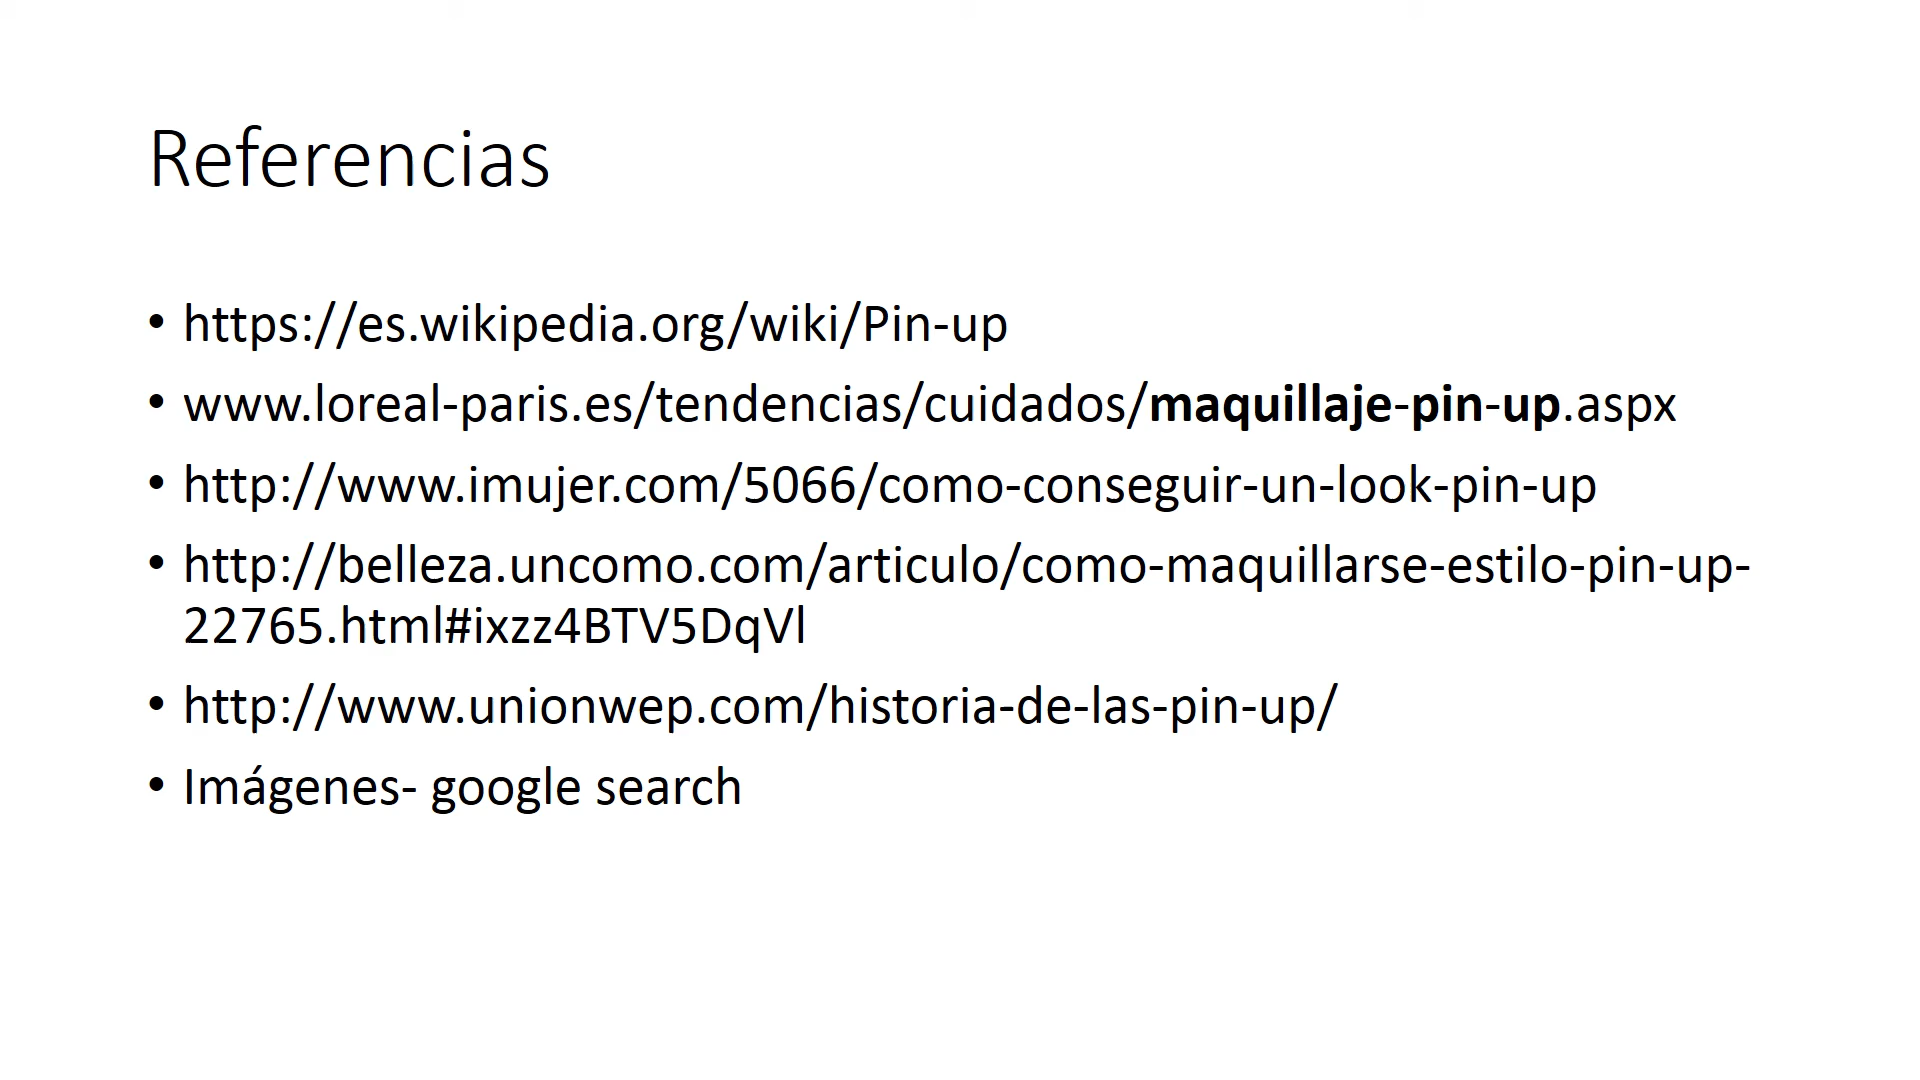 Referencias
• https://es.wikipedia.org/wiki/Pin-up
• www.loreal-paris.es/tendencias/cuidados/maquillaje-pin-up.aspx
• http://www.imujer.com/5066/como-conseguir-un-look-pin-up
• http://belleza.uncomo.com/articulo/como-maquillarse-estilo-pin-up-
22765.html#ixzz4BTV5DqVl
• http://www.unionwep.com/historia-de-las-pin-up/
• Imágenes- google search